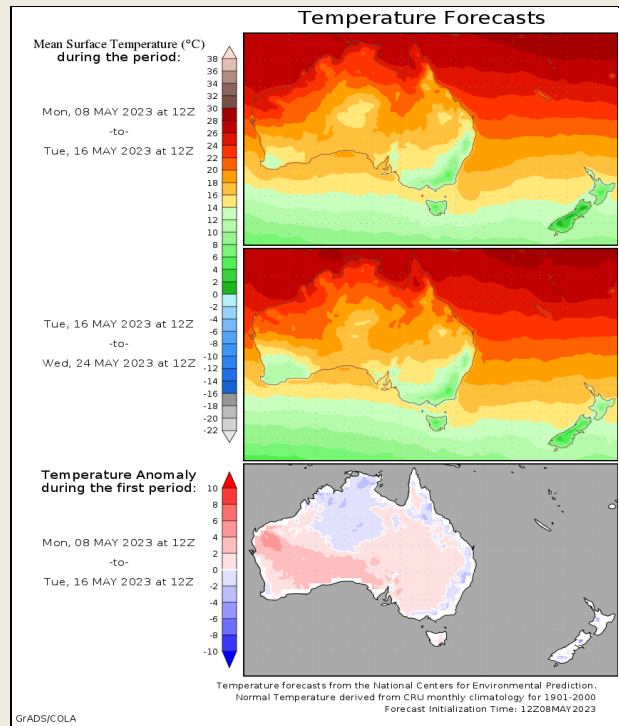 Temperature Forecasts
Mean Surface Temperature (°C)
during the period:
Mon, 08 MAY 2023 at 12Z
-to-
Tue, 16 MAY 2023 at 12Z
38
36
34
32
30
28
26
24
22
20
18
16
14
12
10
8
6
4
2
0
-2
-4
-6
-8
-10
-12
-14
-16
-18
-20
-22
Tue, 16 MAY 2023 at 12Z
-to-
Wed, 24 MAY 2023 at 12Z
Temperature Anomaly
during the first period:
Mon, 08 MAY 2023 at 12Z
-to-
Tue, 16 MAY 2023 at 12Z
10
8
6
4
2
0
-2
-4
-6
-8
-10
Temperature forecasts from the National Centers for Environmental Prediction.
Normal Temperature derived from CRU monthly climatology for 1901-2000
Forecast Initialization Time: 12Z08MAY2023
GrADS/COLA